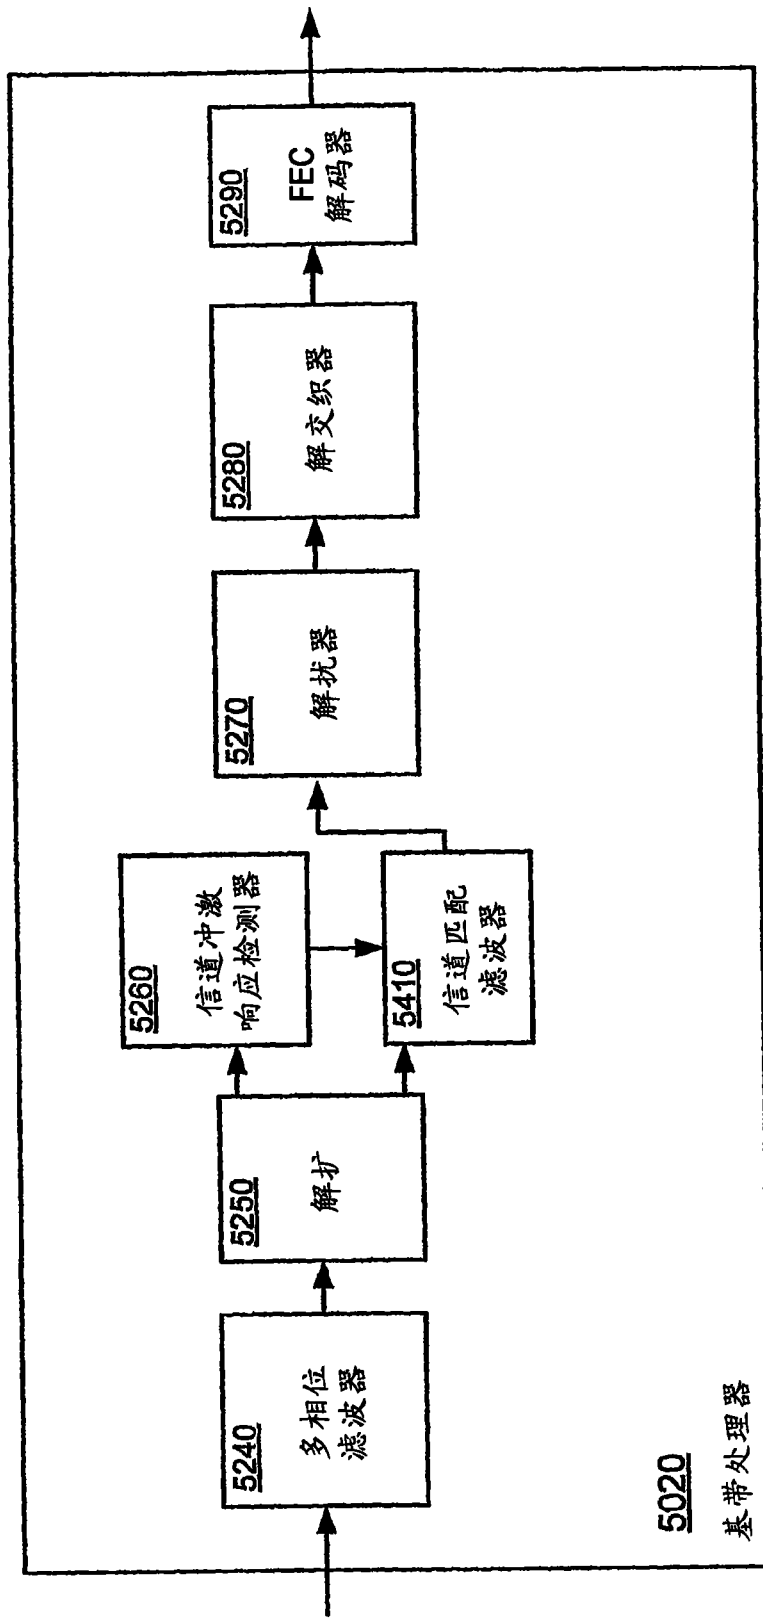 5240
多相位
滤波器
5250
解扩
5260
信道冲激
响应检测器
5410
信道匹配
滤波器
5270
解扰器
5280
解交织器
5290
FEC
解码器
5020
基带处理器